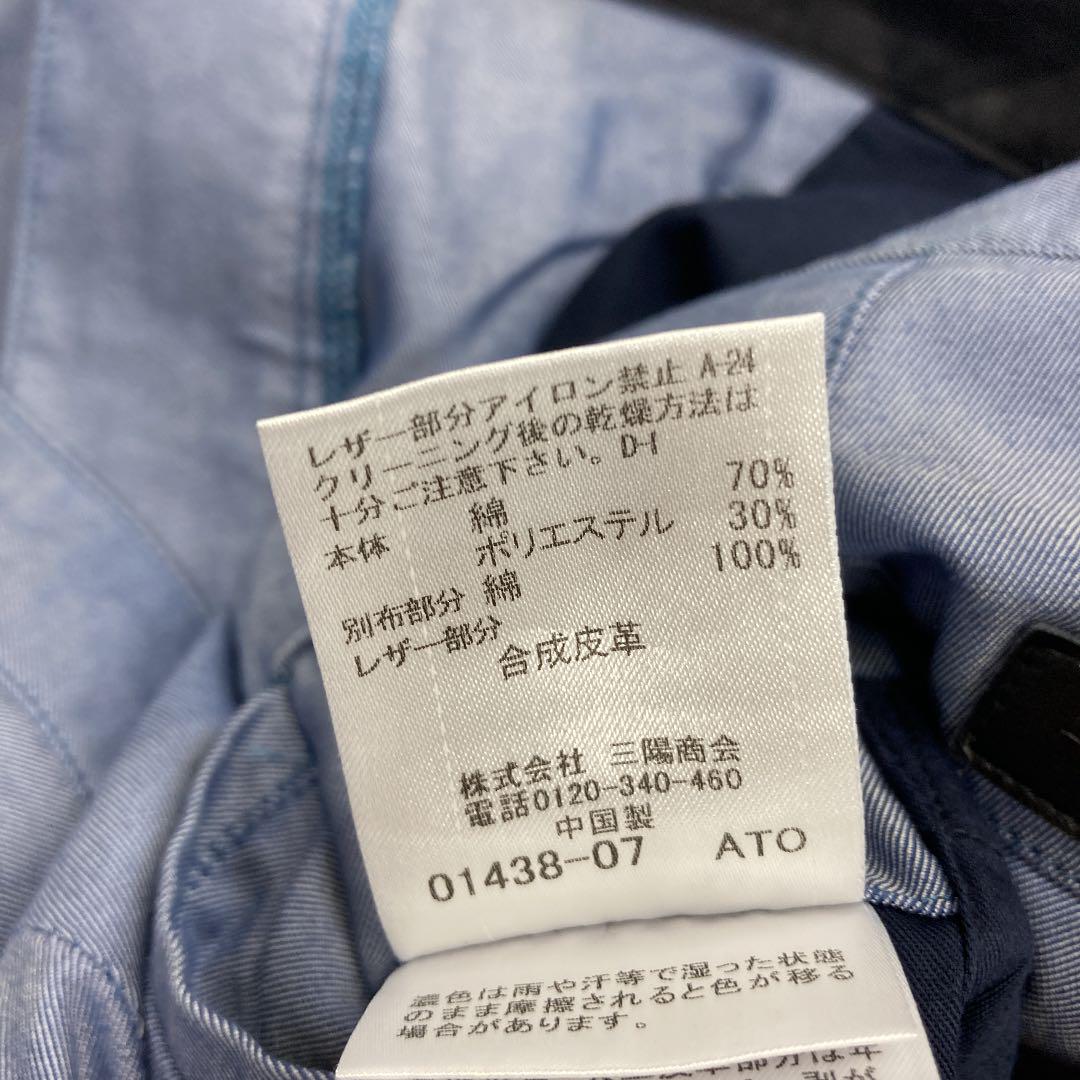 レザー部分アイロン禁止 A-24
クリーニング後の乾燥方法は
十分ご注意下さい。D-I
本体 綿 70%
ポリエステル 30%
別布部分 綿 100%
レザー部分
合成皮革
株式会社 三陽商会
電話0120-340-460
中国製
01438-07 ATO
濃色は雨や汗等で湿った状態
のまま摩擦されると色が移る
場合があります。
部分は年
剥が